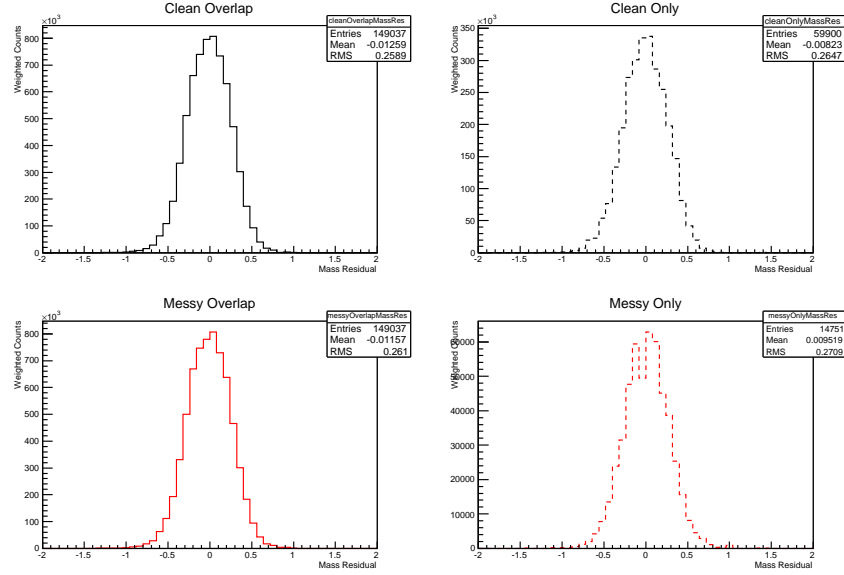 Clean Overlap
×10³
Weighted Counts
cleanOverlapMassRes
Entries 149037
Mean -0.01259
RMS 0.2589
800
700
600
500
400
300
200
100
0
-2 -1.5 -1 -0.5 0 0.5 1 1.5 2
Mass Residual
Clean Only
×10³
Weighted Counts
cleanOnlyMassRes
Entries 59900
Mean -0.00823
RMS 0.2647
350
300
250
200
150
100
50
0
-2 -1.5 -1 -0.5 0 0.5 1 1.5 2
Mass Residual
Messy Overlap
×10³
Weighted Counts
messyOverlapMassRes
Entries 149037
Mean -0.01157
RMS 0.261
800
700
600
500
400
300
200
100
0
-2 -1.5 -1 -0.5 0 0.5 1 1.5 2
Mass Residual
Messy Only
Weighted Counts
messyOnlyMassRes
Entries 14751
Mean 0.009519
RMS 0.2709
60000
50000
40000
30000
20000
10000
0
-2 -1.5 -1 -0.5 0 0.5 1 1.5 2
Mass Residual